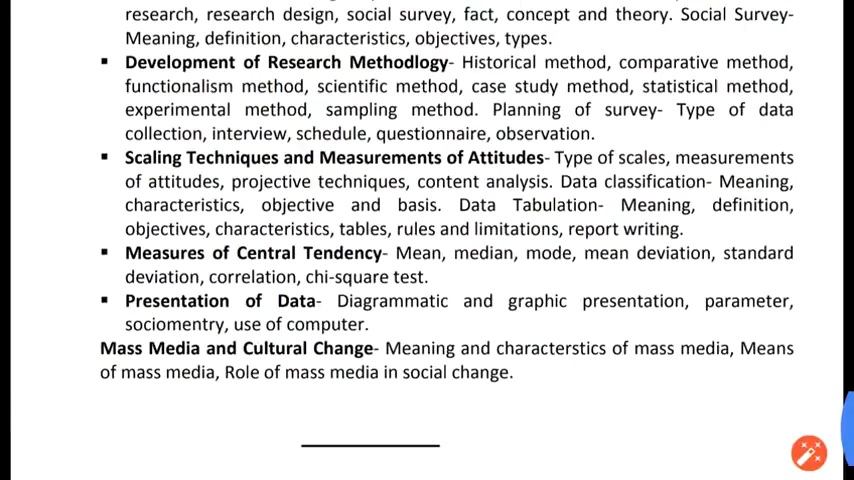 research, research design, social survey, fact, concept and theory. Social Survey-
Meaning, definition, characteristics, objectives, types.
▪ Development of Research Methodlogy- Historical method, comparative method,
functionalism method, scientific method, case study method, statistical method,
experimental method, sampling method. Planning of survey- Type of data
collection, interview, schedule, questionnaire, observation.
▪ Scaling Techniques and Measurements of Attitudes- Type of scales, measurements
of attitudes, projective techniques, content analysis. Data classification- Meaning,
characteristics, objective and basis. Data Tabulation- Meaning, definition,
objectives, characteristics, tables, rules and limitations, report writing.
▪ Measures of Central Tendency- Mean, median, mode, mean deviation, standard
deviation, correlation, chi-square test.
▪ Presentation of Data- Diagrammatic and graphic presentation, parameter,
sociomentry, use of computer.
Mass Media and Cultural Change- Meaning and characterstics of mass media, Means
of mass media, Role of mass media in social change.